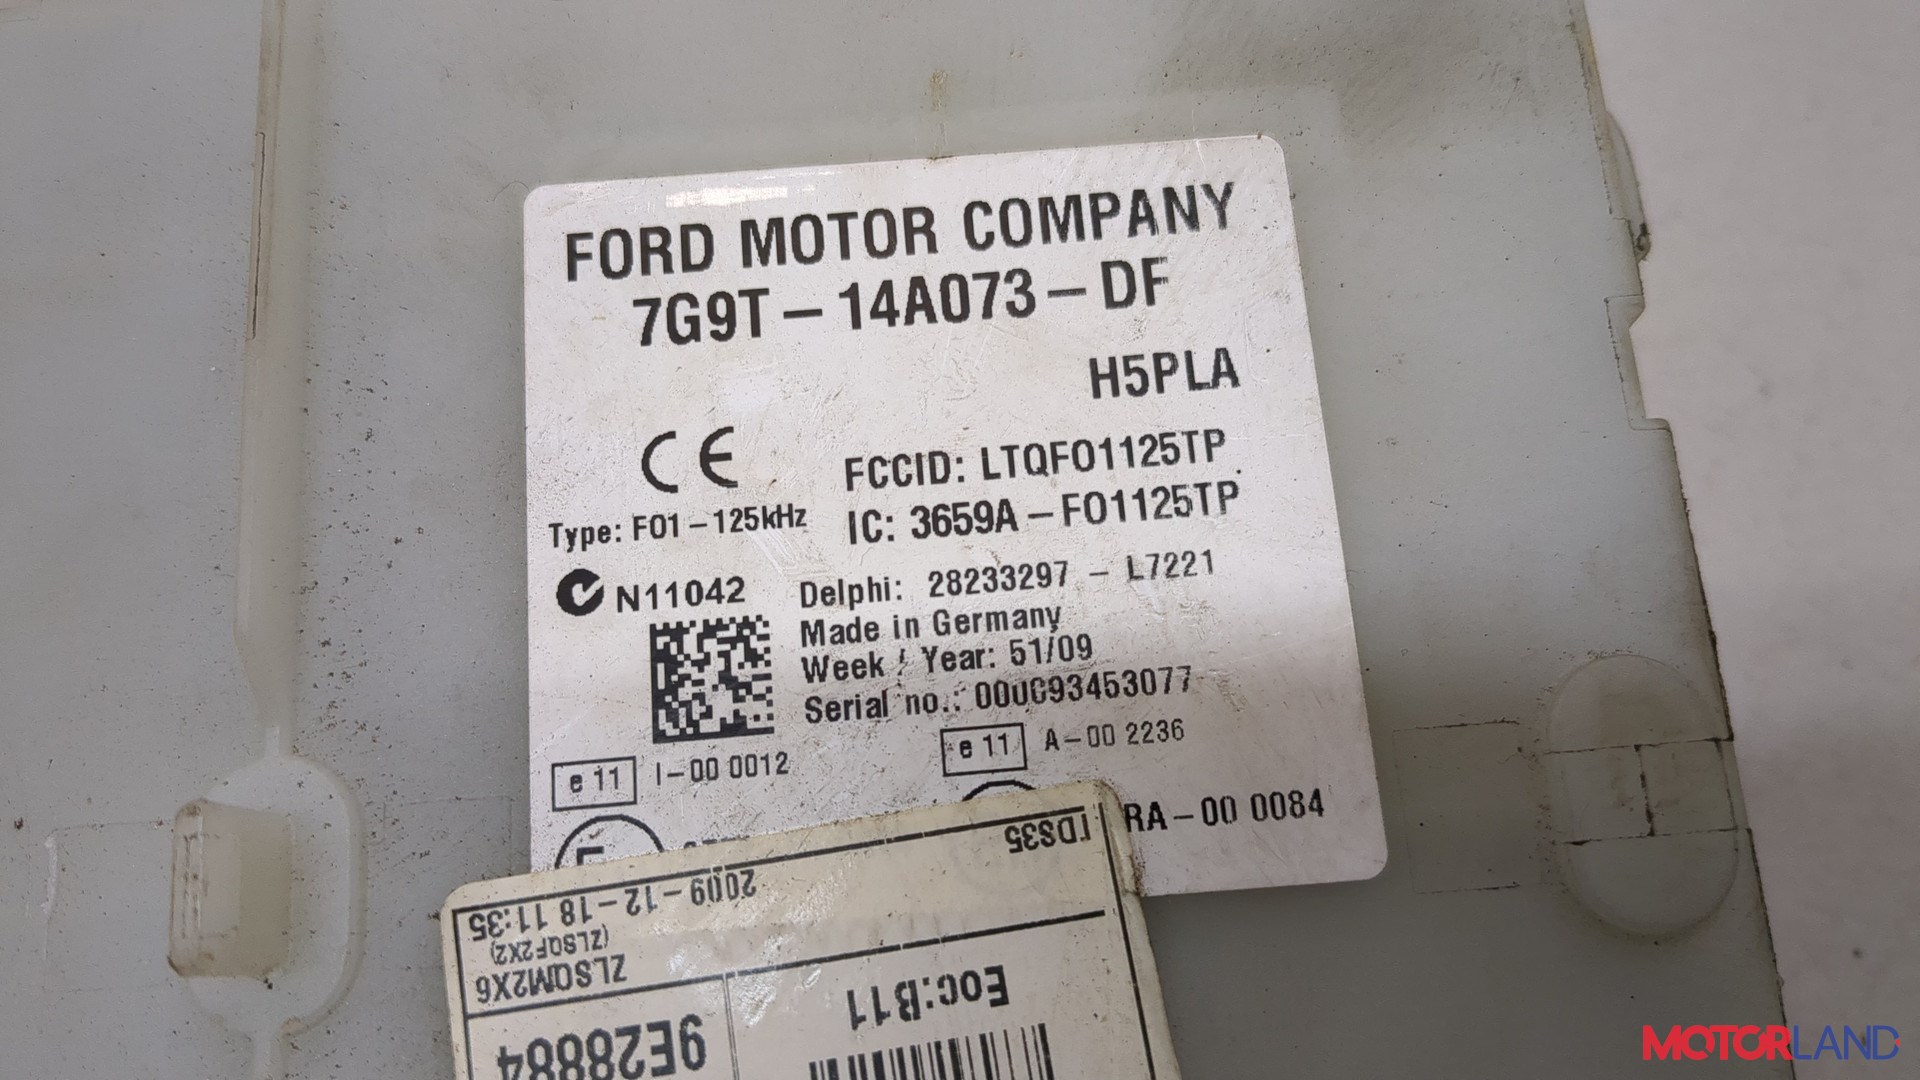 FORD MOTOR COMPANY
7G9T-14A073-DF
H5PLA
CE
FCCID: LTQFO1125TP
Type: FO1-125kHz
IC: 3659A-FO1125TP
N11042
Delphi: 28233297 - L7221
Made in Germany
Week / Year: 51/09
Serial no.: 000C93453077
e 11 I-00 0012
e 11 A-00 2236
RA-00 0084
2009-12-18 11:35
ZLSQM2X6
(ZLSQF2X2)
Eoc:B11
9E28884
MOTORLAND